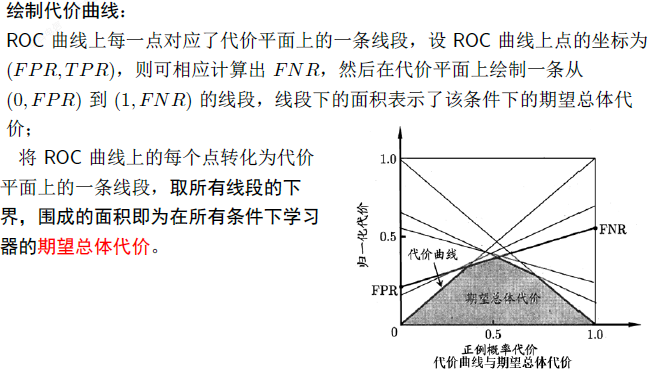 绘制代价曲线：
ROC 曲线上每一点对应了代价平面上的一条线段，设 ROC 曲线上点的坐标为
(FPR,TPR)，则可相应计算出 FNR，然后在代价平面上绘制一条从
(0,FPR) 到 (1,FNR) 的线段，线段下的面积表示了该条件下的期望总体代
价；
将 ROC 曲线上的每个点转化为代价
平面上的一条线段，取所有线段的下
界，围成的面积即为在所有条件下学习
器的期望总体代价。
1.0
归一化代价
0.5
代价曲线
FNR
FPR
期望总体代价
0
0.5
1.0
正例概率代价
代价曲线与期望总体代价